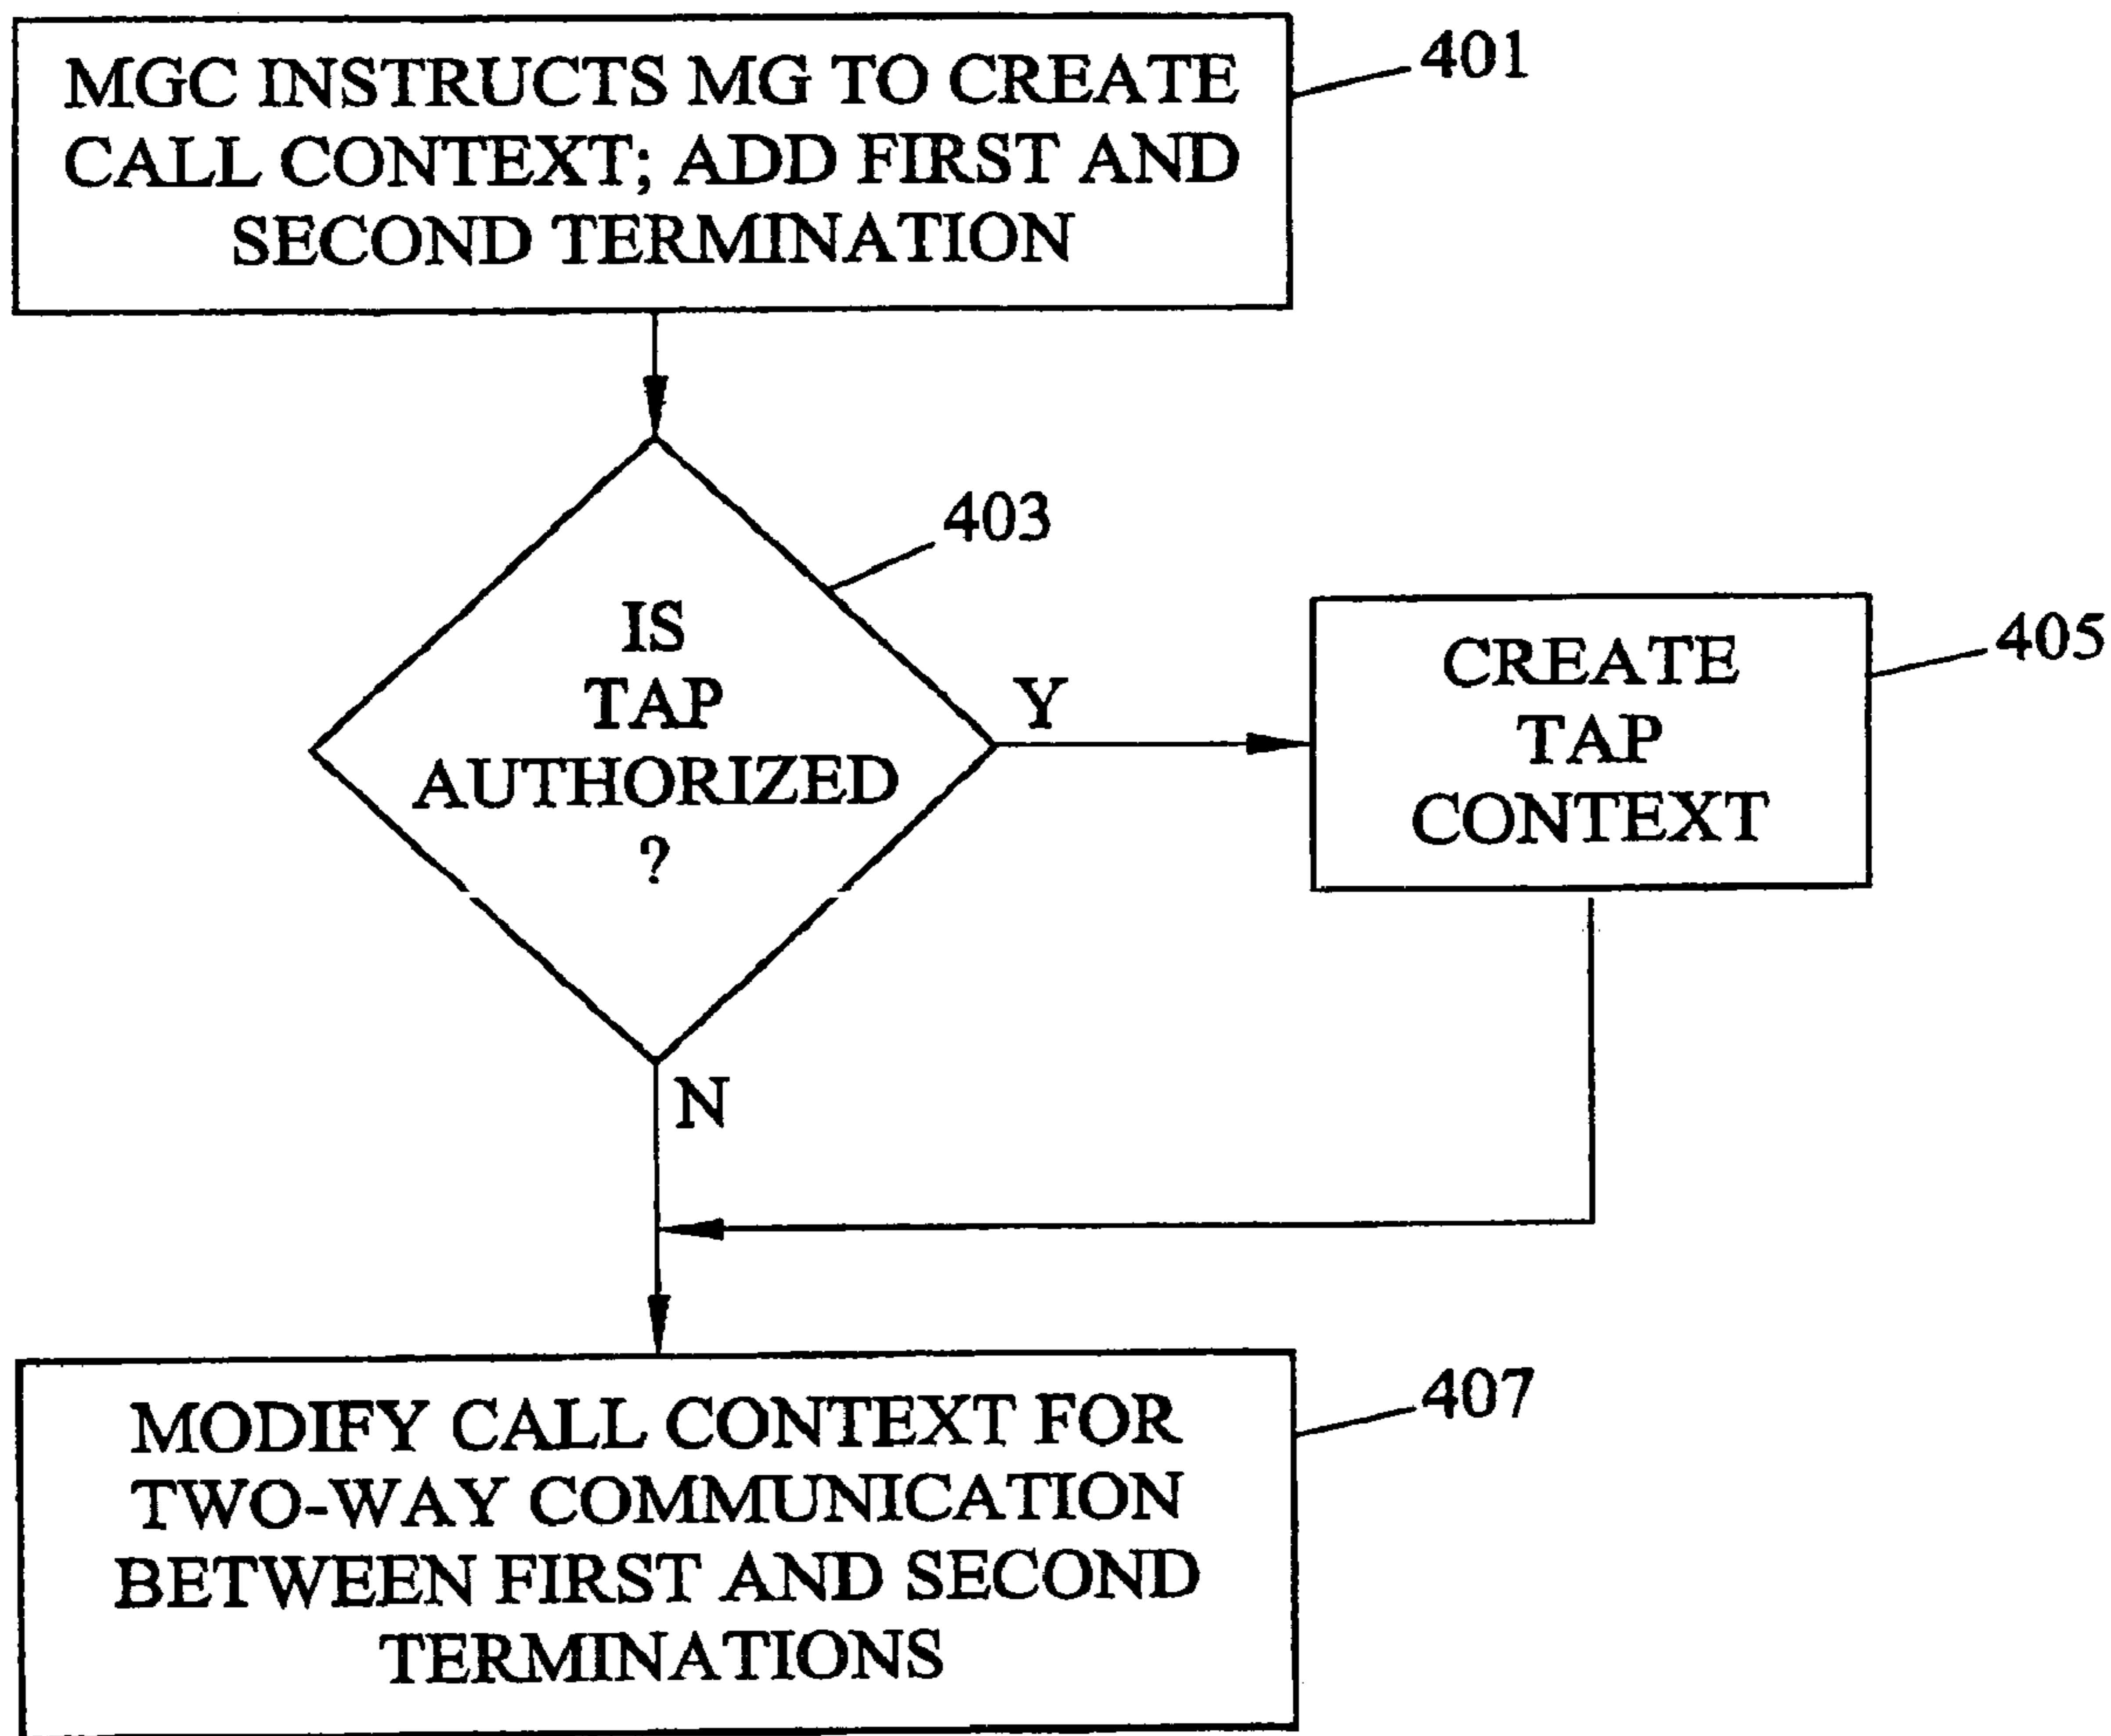 MGC INSTRUCTS MG TO CREATE
CALL CONTEXT; ADD FIRST AND
SECOND TERMINATION
401
403
IS
TAP
AUTHORIZED
?
Y
CREATE
TAP
CONTEXT
405
N
MODIFY CALL CONTEXT FOR
TWO-WAY COMMUNICATION
BETWEEN FIRST AND SECOND
TERMINATIONS
407